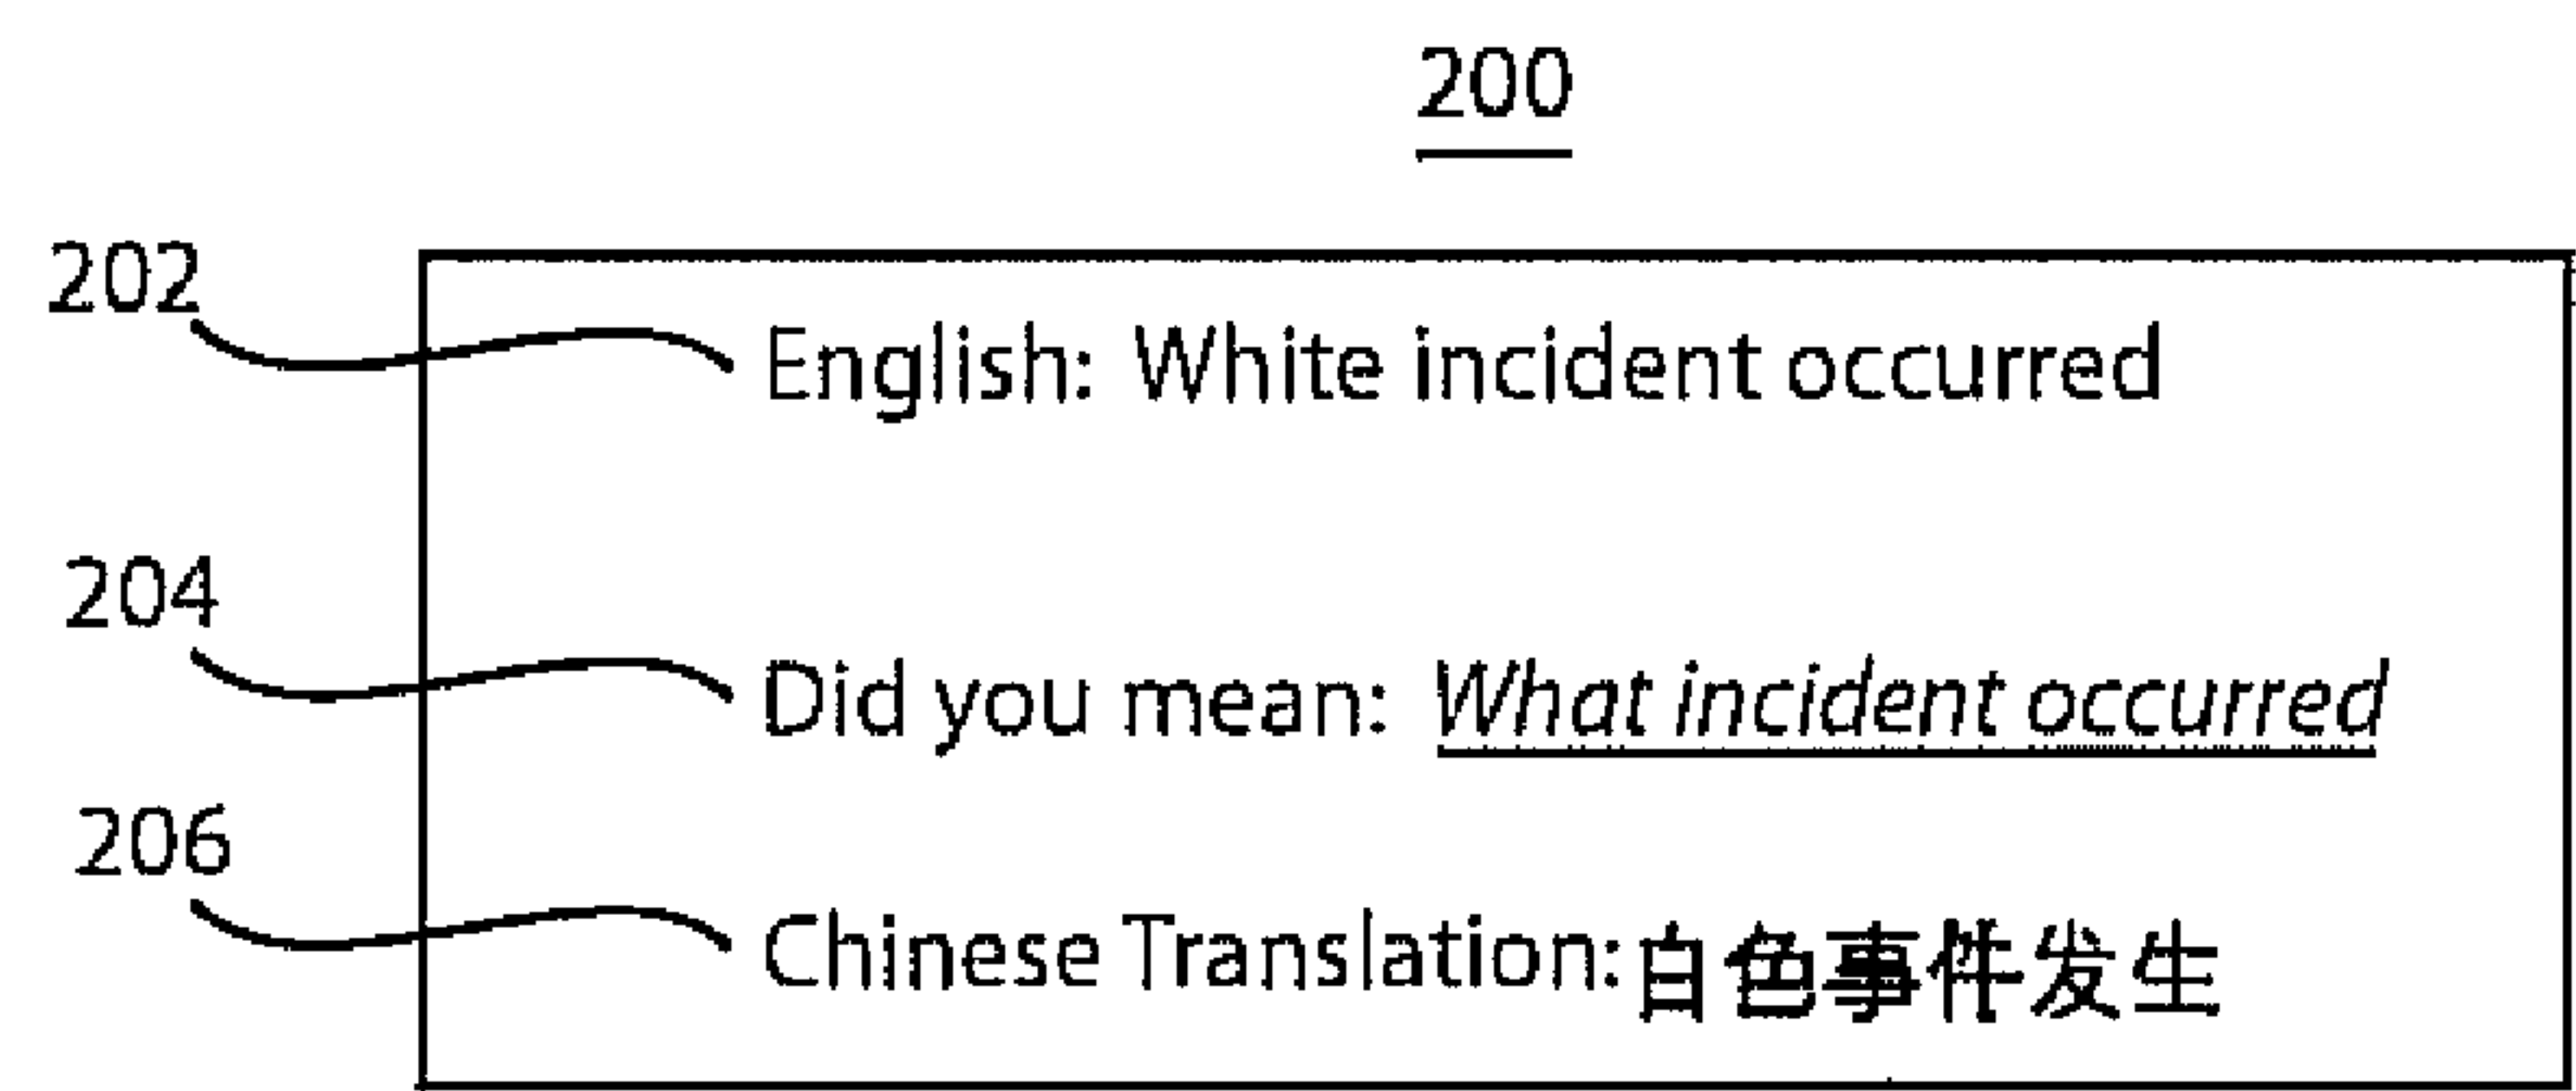 200
202
English: White incident occurred
204
Did you mean: What incident occurred
206
Chinese Translation:白色事件发生